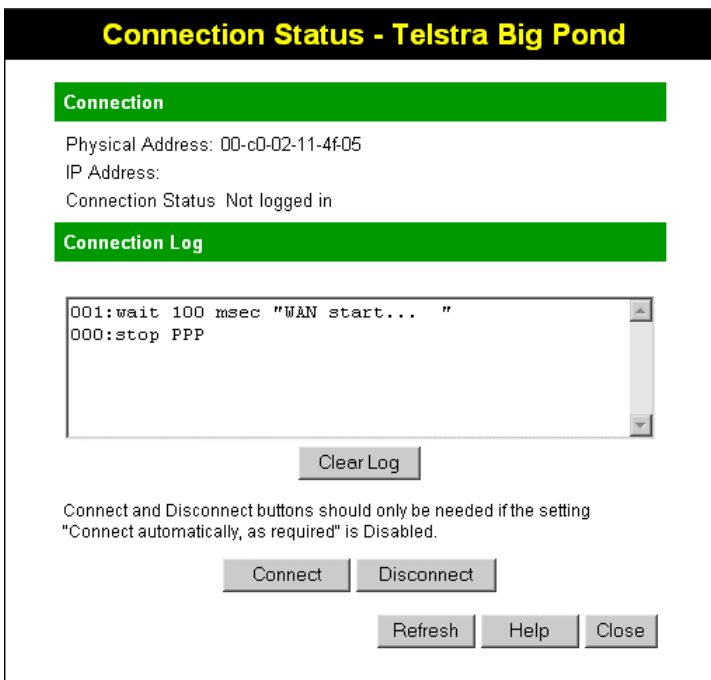 Connection Status - Telstra Big Pond
Connection
Physical Address: 00-c0-02-11-4f-05
IP Address:
Connection Status Not logged in
Connection Log
001:wait 100 msec "WAN start...  "
000:stop PPP
Clear Log
Connect and Disconnect buttons should only be needed if the setting
"Connect automatically, as required" is Disabled.
Connect Disconnect
Refresh Help Close